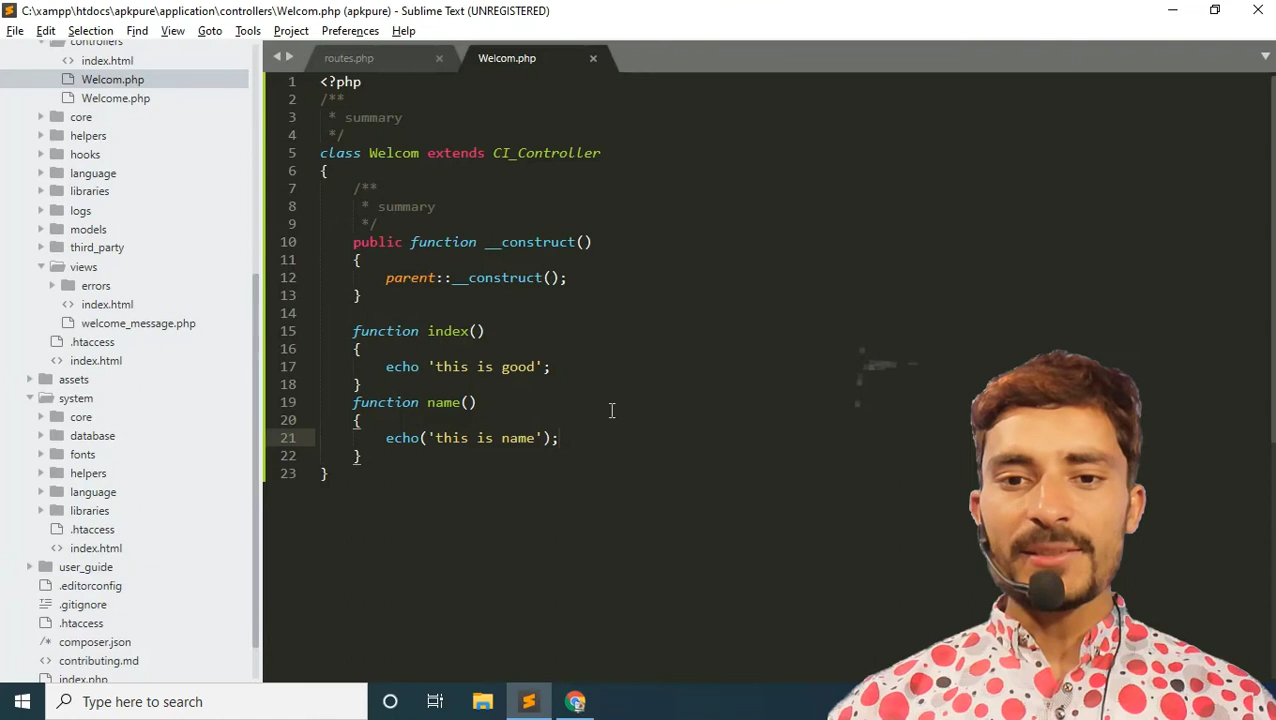 C:\xampp\htdocs\apkpure\application\controllers\Welcom.php (apkpure) - Sublime Text (UNREGISTERED)
File Edit Selection Find View Goto Tools Project Preferences Help
controllers
index.html
Welcom.php
Welcome.php
core
helpers
hooks
language
libraries
logs
models
third_party
views
errors
index.html
welcome_message.php
.htaccess
index.html
assets
system
core
database
fonts
helpers
language
libraries
.htaccess
index.html
user_guide
.editorconfig
.gitignore
.htaccess
composer.json
contributing.md
index.php
routes.php Welcom.php
1 <?php
2 /**
3 * summary
4 */
5 class Welcom extends CI_Controller
6 {
7 /**
8 * summary
9 */
10 public function __construct()
11 {
12 parent::__construct();
13 }
14
15 function index()
16 {
17 echo 'this is good';
18 }
19 function name()
20 {
21 echo('this is name');
22 }
23 }
Type here to search